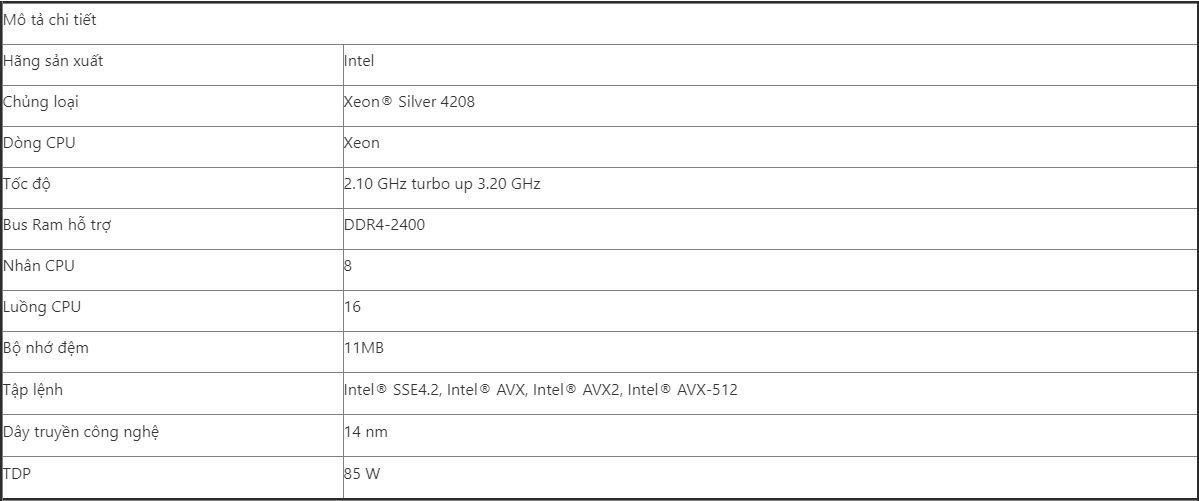 Mô tả chi tiết
Hãng sản xuất Intel
Chủng loại Xeon® Silver 4208
Dòng CPU Xeon
Tốc độ 2.10 GHz turbo up 3.20 GHz
Bus Ram hỗ trợ DDR4-2400
Nhân CPU 8
Luồng CPU 16
Bộ nhớ đệm 11MB
Tập lệnh Intel® SSE4.2, Intel® AVX, Intel® AVX2, Intel® AVX-512
Dây truyền công nghệ 14 nm
TDP 85 W